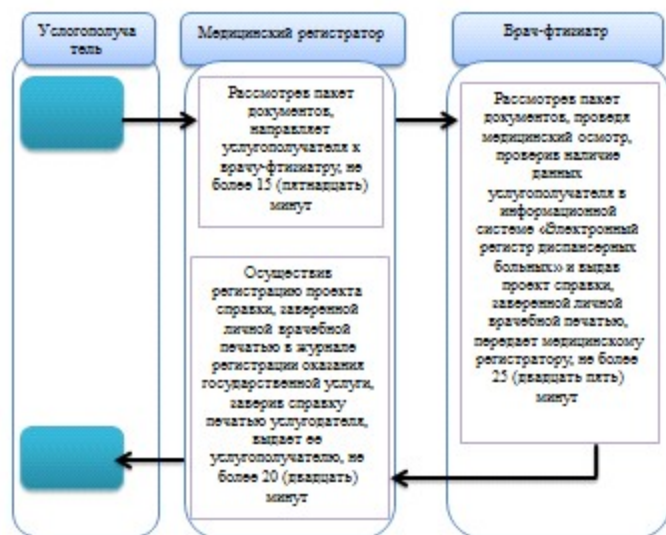 Услогополуча
тель
Медицинский регистратор
Врач-фтизиатр
Рассмотрев пакет
документов,
направляет
услугополучателя к
врачу-фтизиатру, не
более 15 (пятнадцать)
минут
Рассмотрев пакет
документов, проведя
медицинский осмотр,
проверив наличие
данных
услугополучателя в
информационной
системе «Электронный
регистр диспансерных
больных» и выдав
проект справки,
заверенной личной
врачебной печатью,
передает медицинскому
регистратору, не более
25 (двадцать пять)
минут
Осуществив
регистрацию проекта
справки, заверенной
личной врачебной
печатью в журнале
регистрации оказания
государственной услуги,
заверив справку
печатью услугодателя,
выдает ее
услугополучателю, не
более 20 (двадцать)
минут